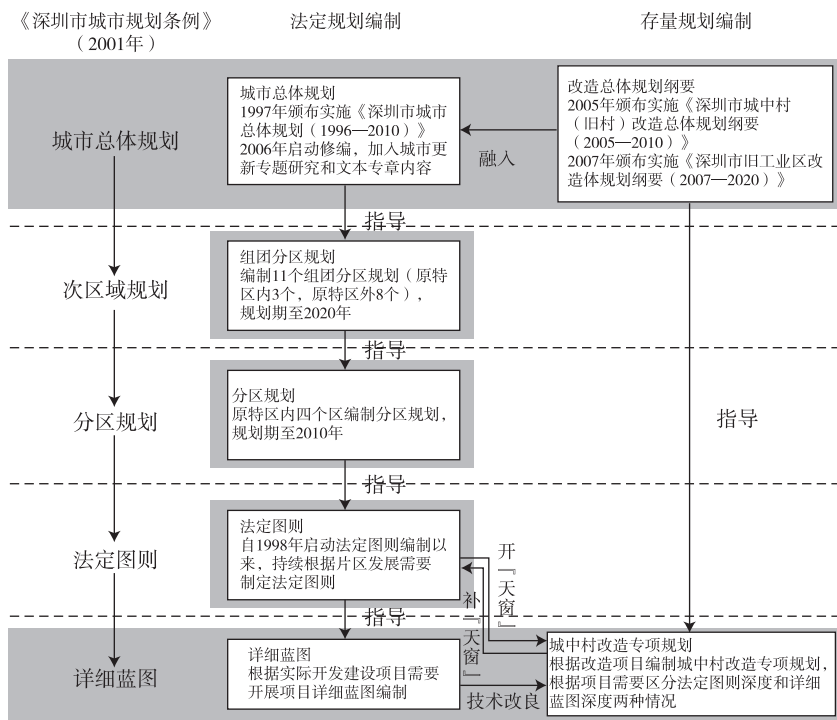 《深圳市城市规划条例》
（2001年）
法定规划编制
存量规划编制
城市总体规划
城市总体规划
1997年颁布实施《深圳市城市
总体规划（1996—2010）》
2006年启动修编，加入城市更
新专题研究和文本专章内容
融入
改造总体规划纲要
2005年颁布实施《深圳市城中村
（旧村）改造总体规划纲要
（2005—2010）》
2007年颁布实施《深圳市旧工业区改
造体规划纲要（2007—2020）》
指导
次区域规划
组团分区规划
编制11个组团分区规划（原特
区内3个，原特区外8个），
规划期至2020年
指导
分区规划
分区规划
原特区内四个区编制分区规划，
规划期至2010年
指导
指导
法定图则
法定图则
自1998年启动法定图则编制以
来，持续根据片区发展需要
制定法定图则
开『天窗』
补『天窗』
指导
详细蓝图
详细蓝图
根据实际开发建设项目需要
开展项目详细蓝图编制
技术改良
城中村改造专项规划
根据改造项目编制城中村改造专项规划，
根据项目需要区分法定图则深度和详细
蓝图深度两种情况